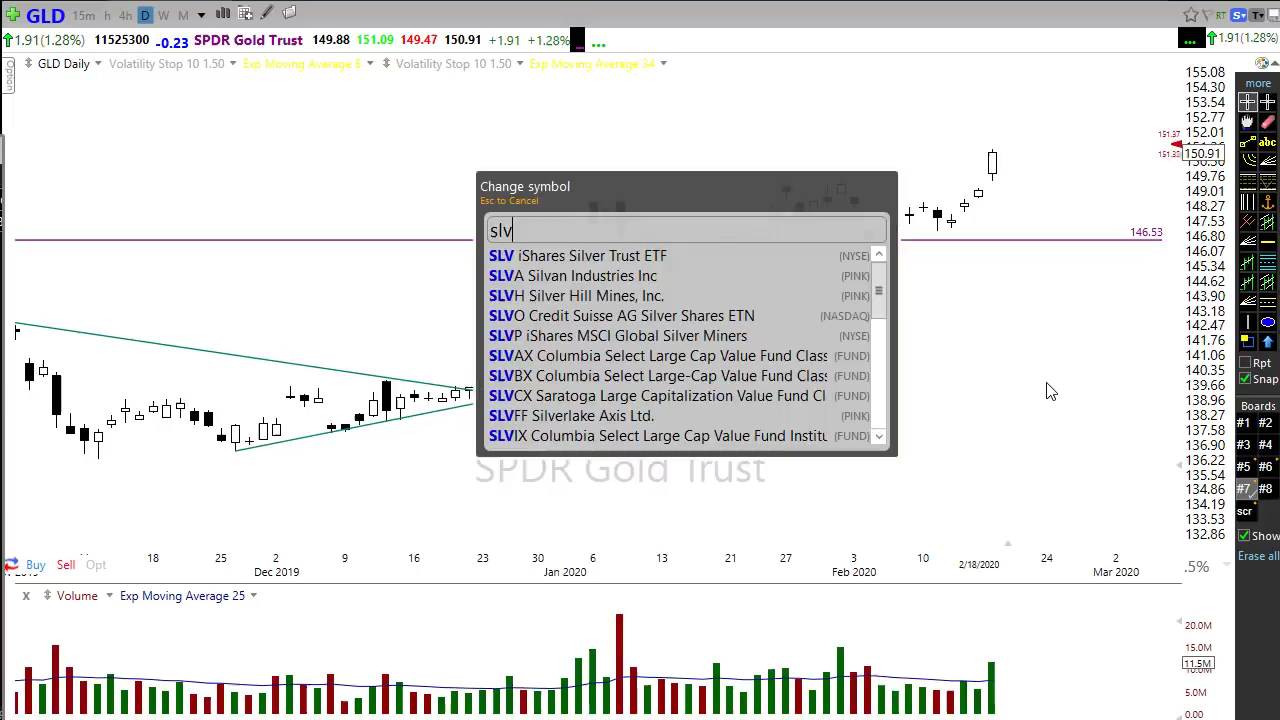 GLD 15m h 4h D W M RT S T
1.91(1.28%) 11525300 -0.23 SPDR Gold Trust 149.88 151.09 149.47 150.91 +1.91 +1.28% ... ... 1.91(1.28%)
Option GLD Daily Volatility Stop 10 1.50 Exp Moving Average 8 Volatility Stop 10 1.50 Exp Moving Average 34
155.08
154.30
153.54
152.77
152.01
151.37
150.91
149.76
149.01
148.27
147.53
146.80
146.07
145.34
144.62
143.90
143.18
142.47
141.76
141.06
140.35
139.66
138.96
138.27
137.58
136.90
136.22
135.54
134.86
134.19
133.53
132.86
146.53
Change symbol
Esc to Cancel
slv
SLV iShares Silver Trust ETF (NYSE)
SLVA Silvan Industries Inc (PINK)
SLVH Silver Hill Mines, Inc. (PINK)
SLVO Credit Suisse AG Silver Shares ETN (NASDAQ)
SLVP iShares MSCI Global Silver Miners (NYSE)
SLVAX Columbia Select Large Cap Value Fund Class (FUND)
SLVBX Columbia Select Large-Cap Value Fund Clas (FUND)
SLVCX Saratoga Large Capitalization Value Fund Cl (FUND)
SLVFF Silverlake Axis Ltd. (PINK)
SLVIX Columbia Select Large Cap Value Fund Institu (FUND)
SPDR Gold Trust
more
abc
Rpt
Snap
Boards
#1 #2
#3 #4
#5 #6
#7 #8
scr
Show
Erase all
18 25 2 9 16 23 30 6 13 21 27 3 10 24 2
Dec 2019 Jan 2020 Feb 2020 2/18/2020 Mar 2020
Buy Sell Opt .5%
x Volume Exp Moving Average 25
20.0M
15.0M
11.5M
5.0M
0.00